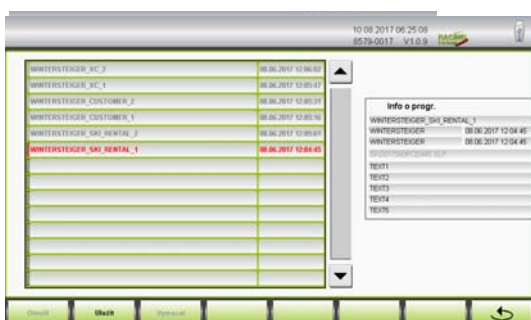 10 08.2017 06.25.08
8579-0017 V1.0.9
RACING
WINTERSTEIGER_XC_2 08.06.2017 12:06:02
WINTERSTEIGER_XC_1 08.06.2017 12:05:47
WINTERSTEIGER_CUSTOMER_2 08.06.2017 12:05:31
WINTERSTEIGER_CUSTOMER_1 08.06.2017 12:05:16
WINTERSTEIGER_SKI_RENTAL_2 08.06.2017 12:05:01
WINTERSTEIGER_SKI_RENTAL_1 08.06.2017 12:04:45
Info o progr.
WINTERSTEIGER_SKI_RENTAL_1
WINTERSTEIGER 08.06.2017 12:04:45
WINTERSTEIGER 08.06.2017 12:04:45
TEXT1
TEXT2
TEXT3
TEXT4
TEXT5
Otevřít Uložit Vymazat